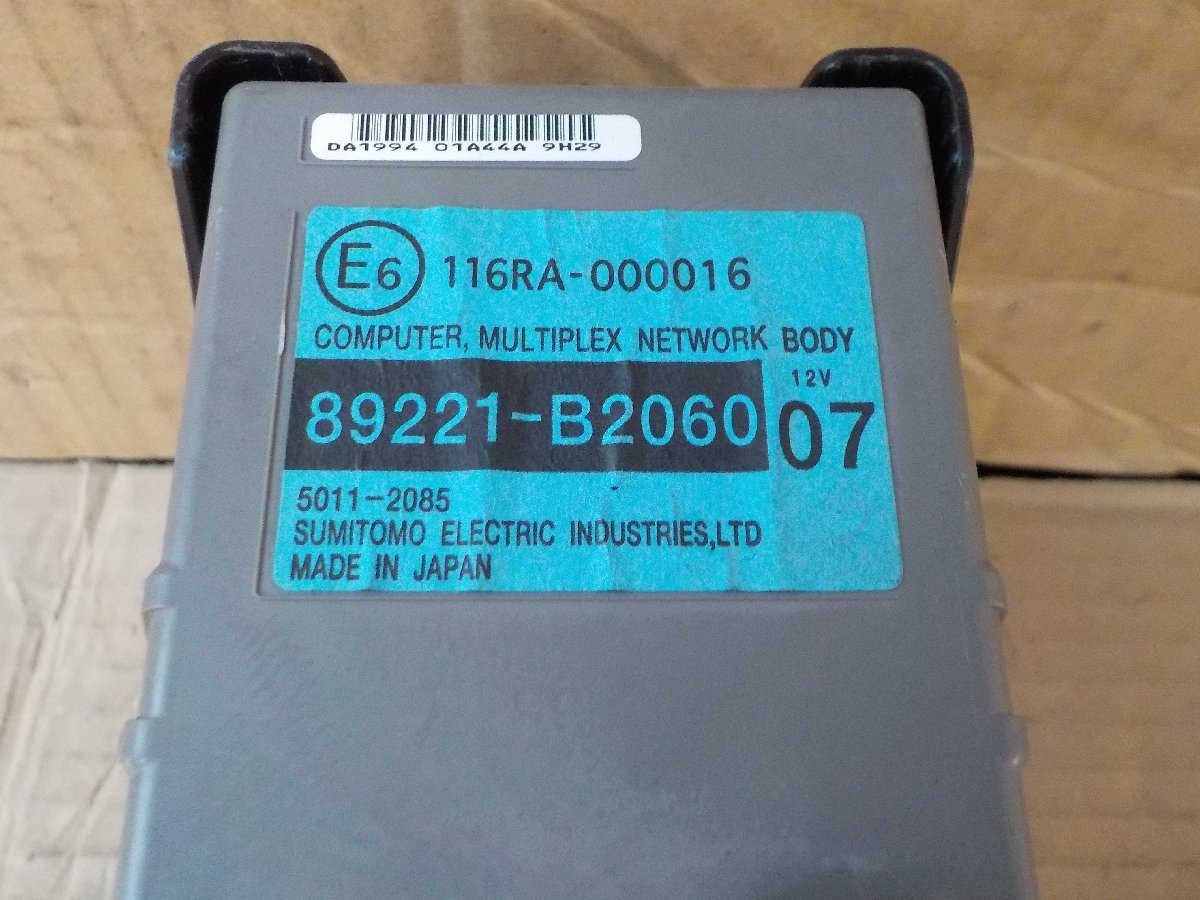 DA1994 01A44A 9H29
E6 116RA-000016
COMPUTER, MULTIPLEX NETWORK BODY
89221-B2060 12V 07
5011-2085
SUMITOMO ELECTRIC INDUSTRIES,LTD
MADE IN JAPAN